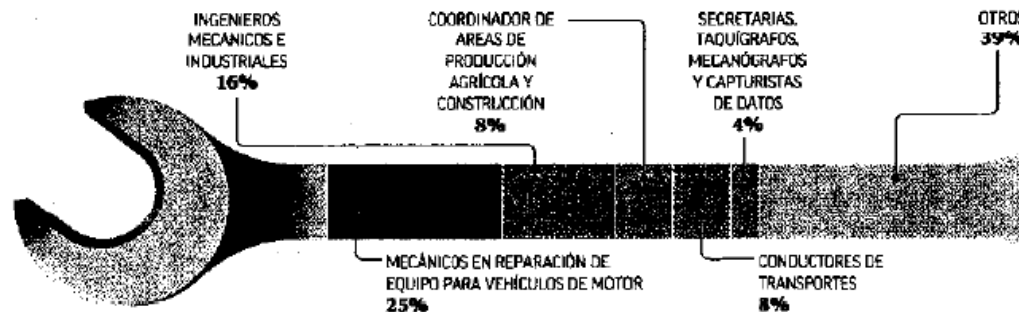 INGENIEROS
MECÁNICOS E
INDUSTRIALES
16%
COORDINADOR DE
AREAS DE
PRODUCCIÓN
AGRÍCOLA Y
CONSTRUCCIÓN
8%
SECRETARIAS,
TAQUÍGRAFOS,
MECANÓGRAFOS
Y CAPTURISTAS
DE DATOS
4%
OTROS
39%
MECÁNICOS EN REPARACIÓN DE
EQUIPO PARA VEHÍCULOS DE MOTOR
25%
CONDUCTORES DE
TRANSPORTES
8%